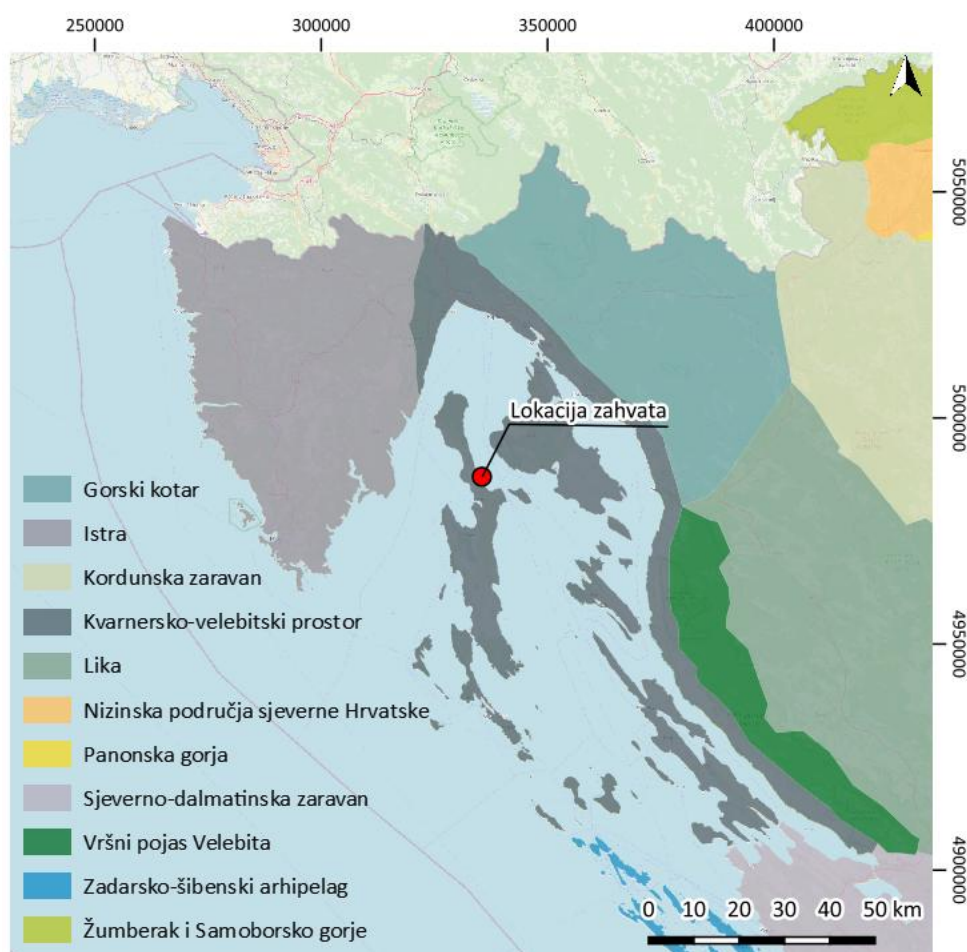 250000 300000 350000 400000
5050000
5000000
4950000
4900000
Lokacija zahvata
Gorski kotar
Istra
Kordunska zaravan
Kvarnersko-velebitski prostor
Lika
Nizinska područja sjeverne Hrvatske
Panonska gorja
Sjeverno-dalmatinska zaravan
Vršni pojas Velebita
Zadarsko-šibenski arhipelag
Žumberak i Samoborsko gorje
0 10 20 30 40 50 km